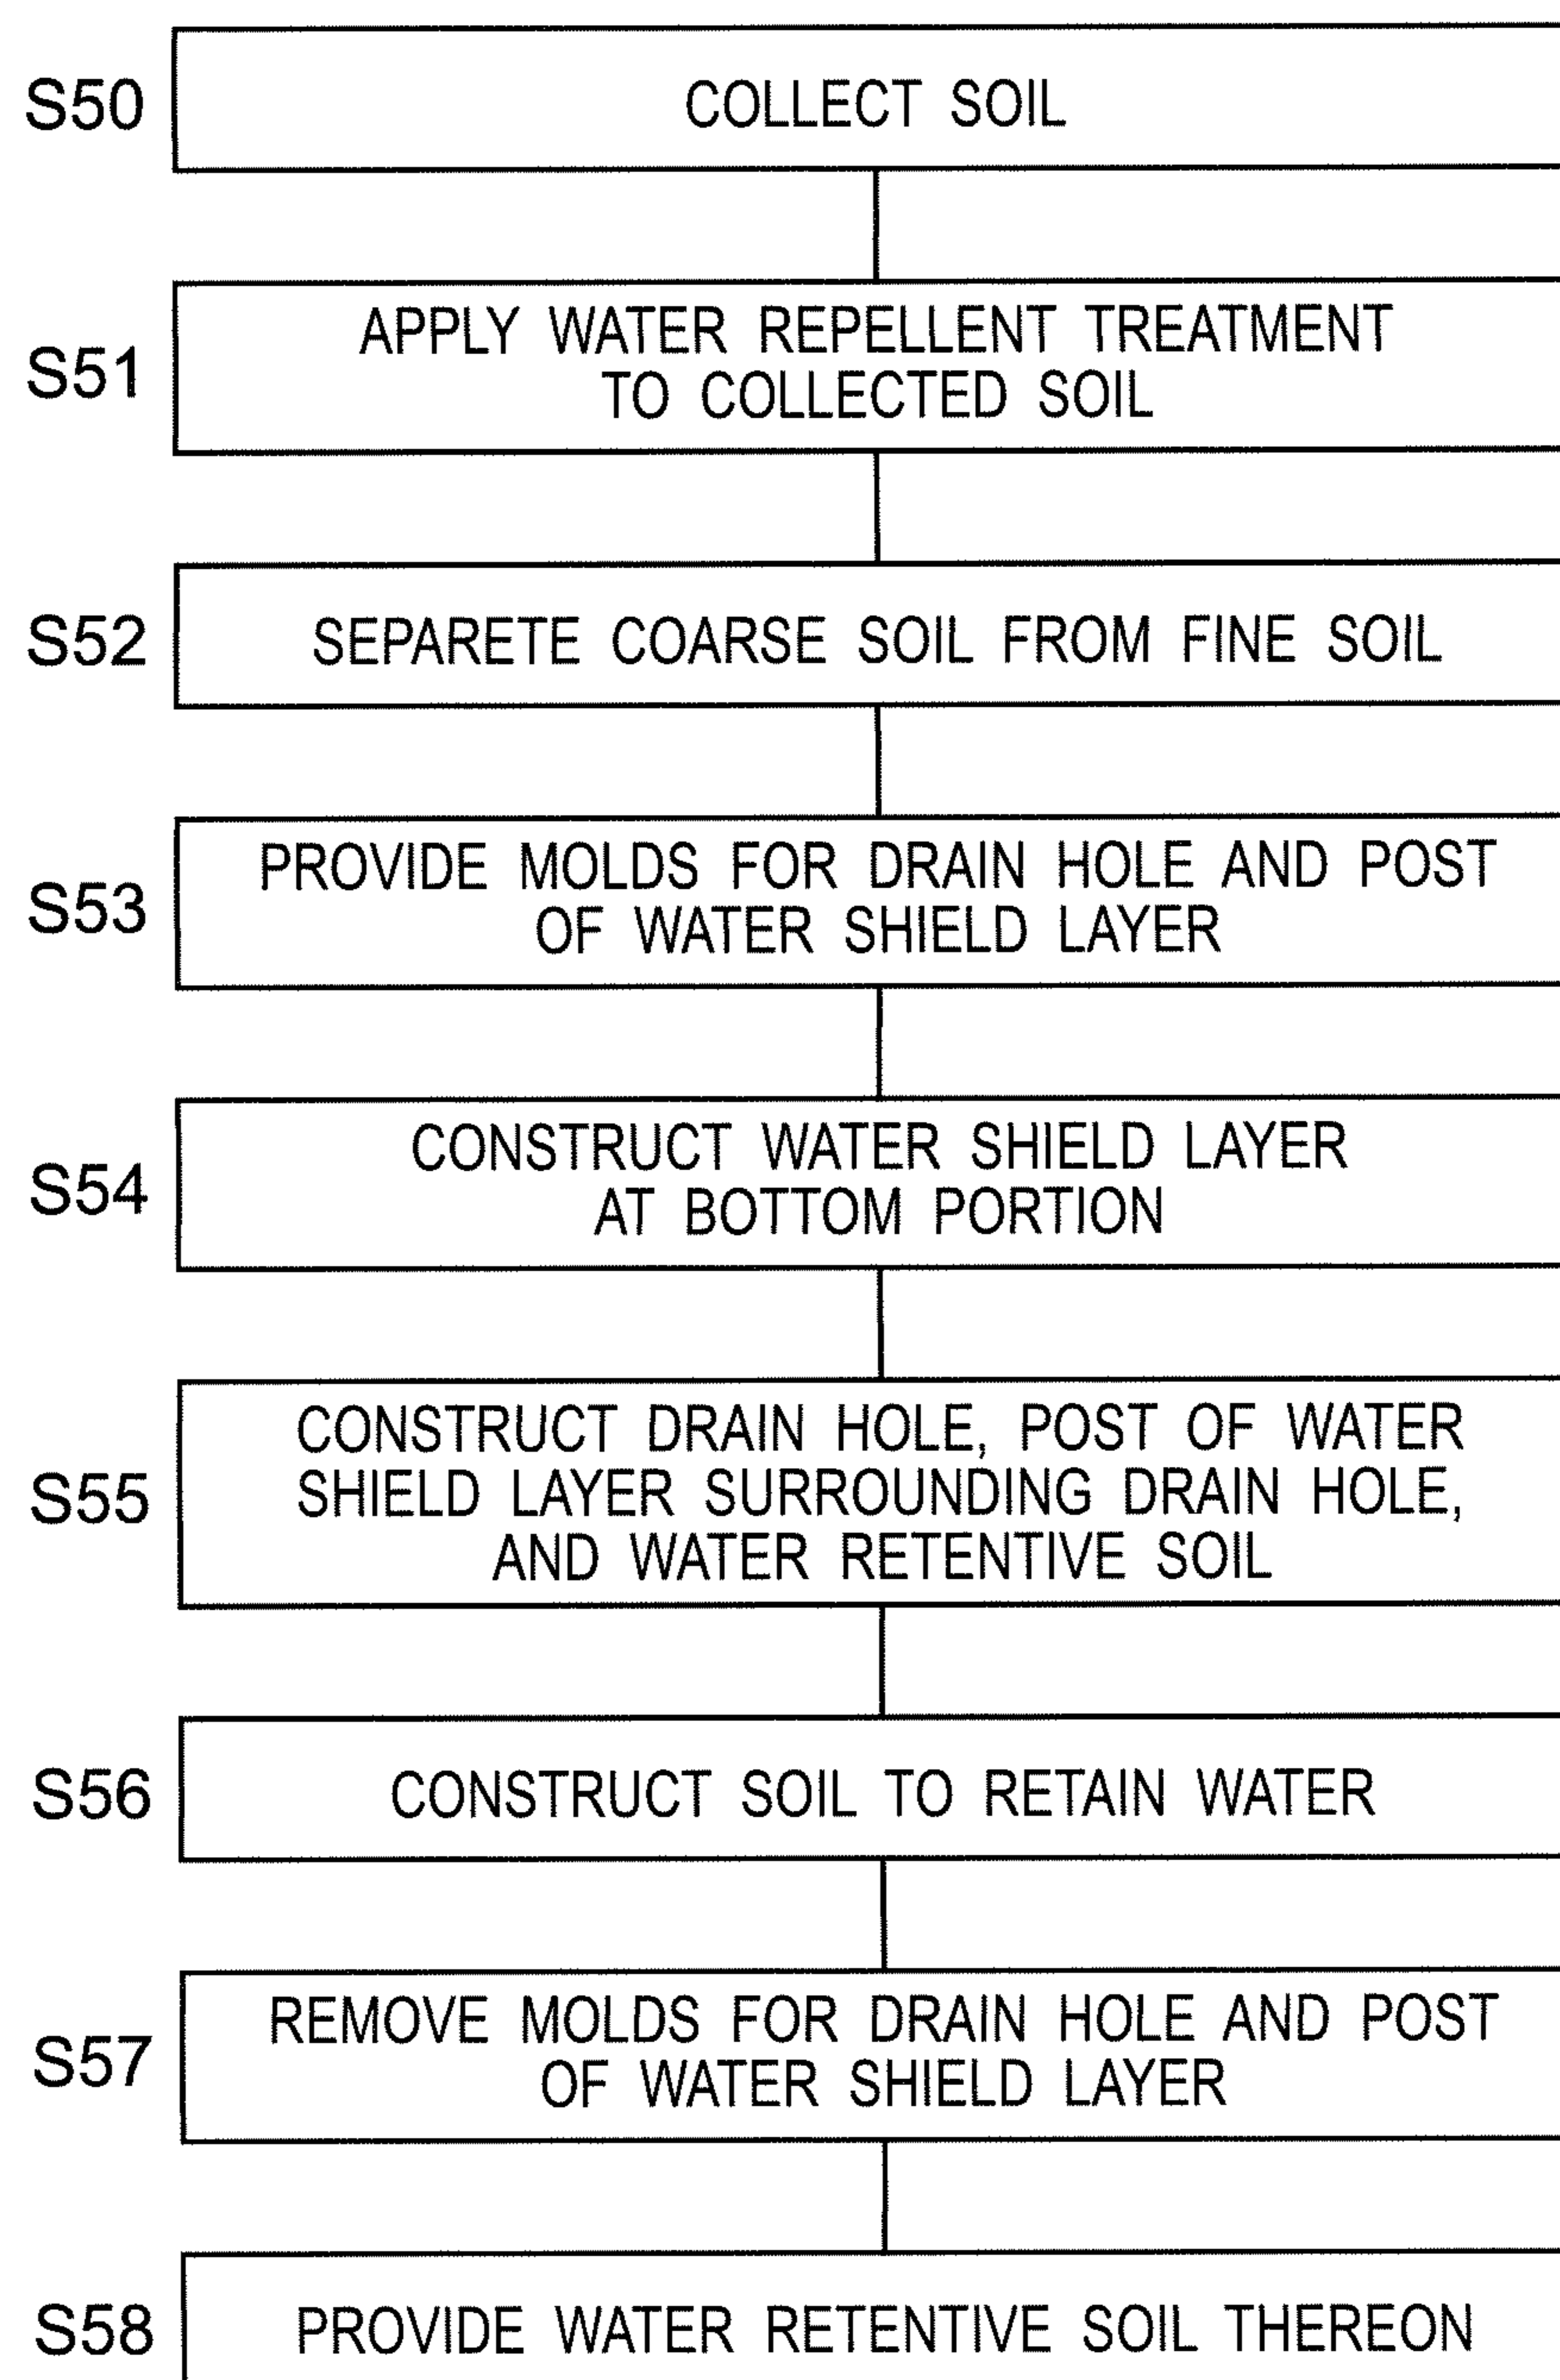 S50 COLLECT SOIL
S51 APPLY WATER REPELLENT TREATMENT
TO COLLECTED SOIL
S52 SEPARETE COARSE SOIL FROM FINE SOIL
S53 PROVIDE MOLDS FOR DRAIN HOLE AND POST
OF WATER SHIELD LAYER
S54 CONSTRUCT WATER SHIELD LAYER
AT BOTTOM PORTION
S55 CONSTRUCT DRAIN HOLE, POST OF WATER
SHIELD LAYER SURROUNDING DRAIN HOLE,
AND WATER RETENTIVE SOIL
S56 CONSTRUCT SOIL TO RETAIN WATER
S57 REMOVE MOLDS FOR DRAIN HOLE AND POST
OF WATER SHIELD LAYER
S58 PROVIDE WATER RETENTIVE SOIL THEREON